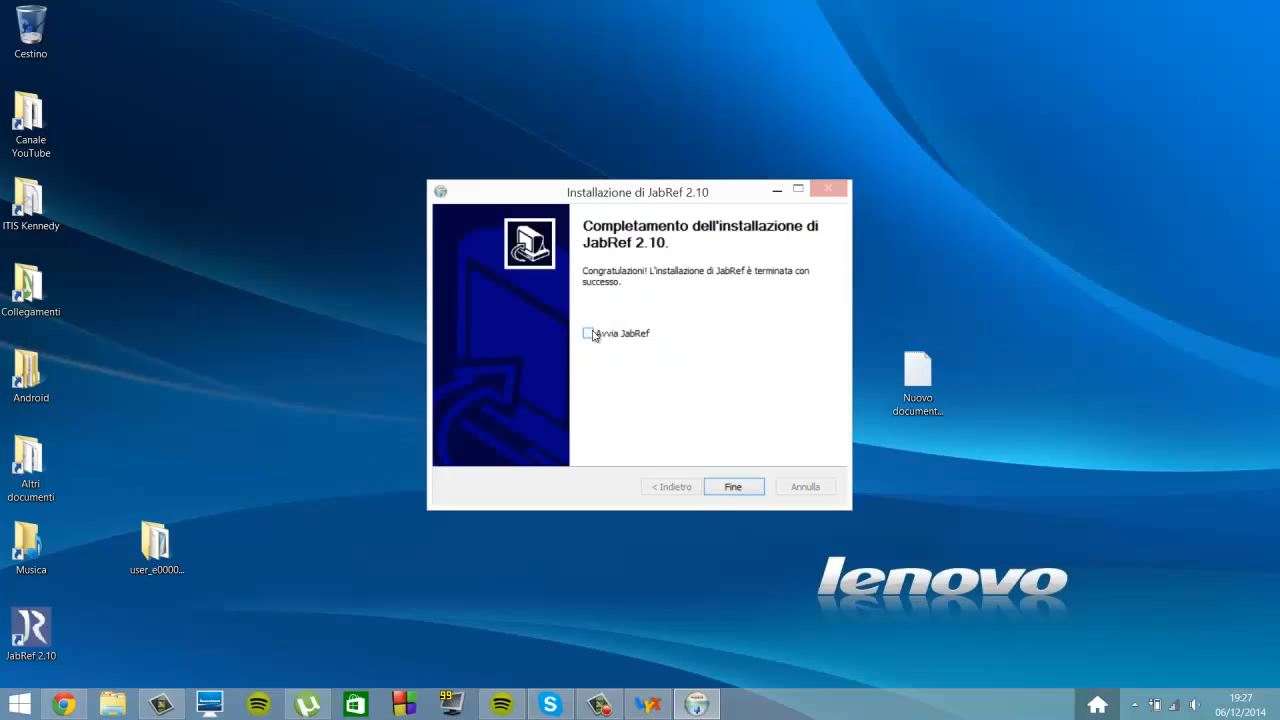 Cestino
Canale
YouTube
ITIS Kennedy
Collegamenti
Android
Altri
documenti
Musica
user_e0000...
JabRef 2.10
Installazione di JabRef 2.10
Completamento dell'installazione di
JabRef 2.10.
Congratulazioni! L'installazione di JabRef è terminata con
successo.
Avvia JabRef
< Indietro
Fine
Annulla
Nuovo
document...
lenovo
99
19:27
06/12/2014